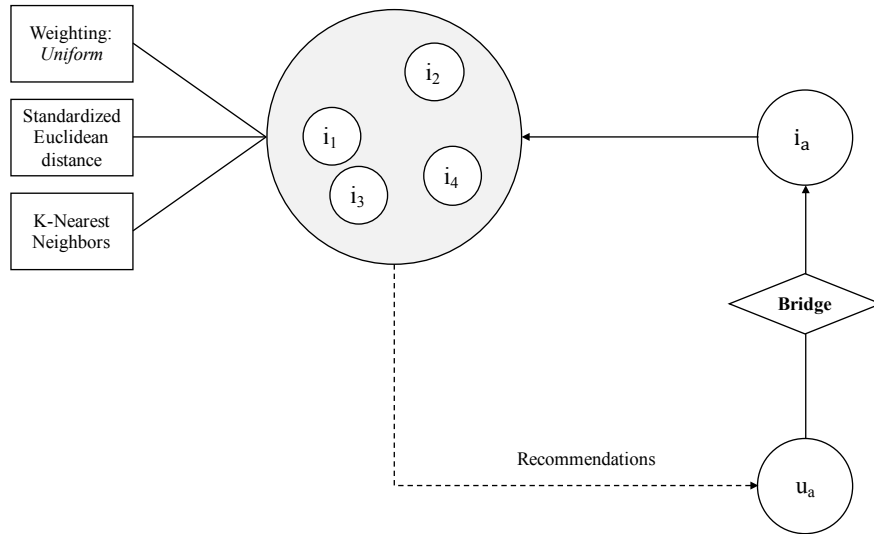 Weighting:
Uniform
Standardized
Euclidean
distance
K-Nearest
Neighbors
i₂
i₁
i₄
i₃
iₐ
Bridge
Recommendations
uₐ